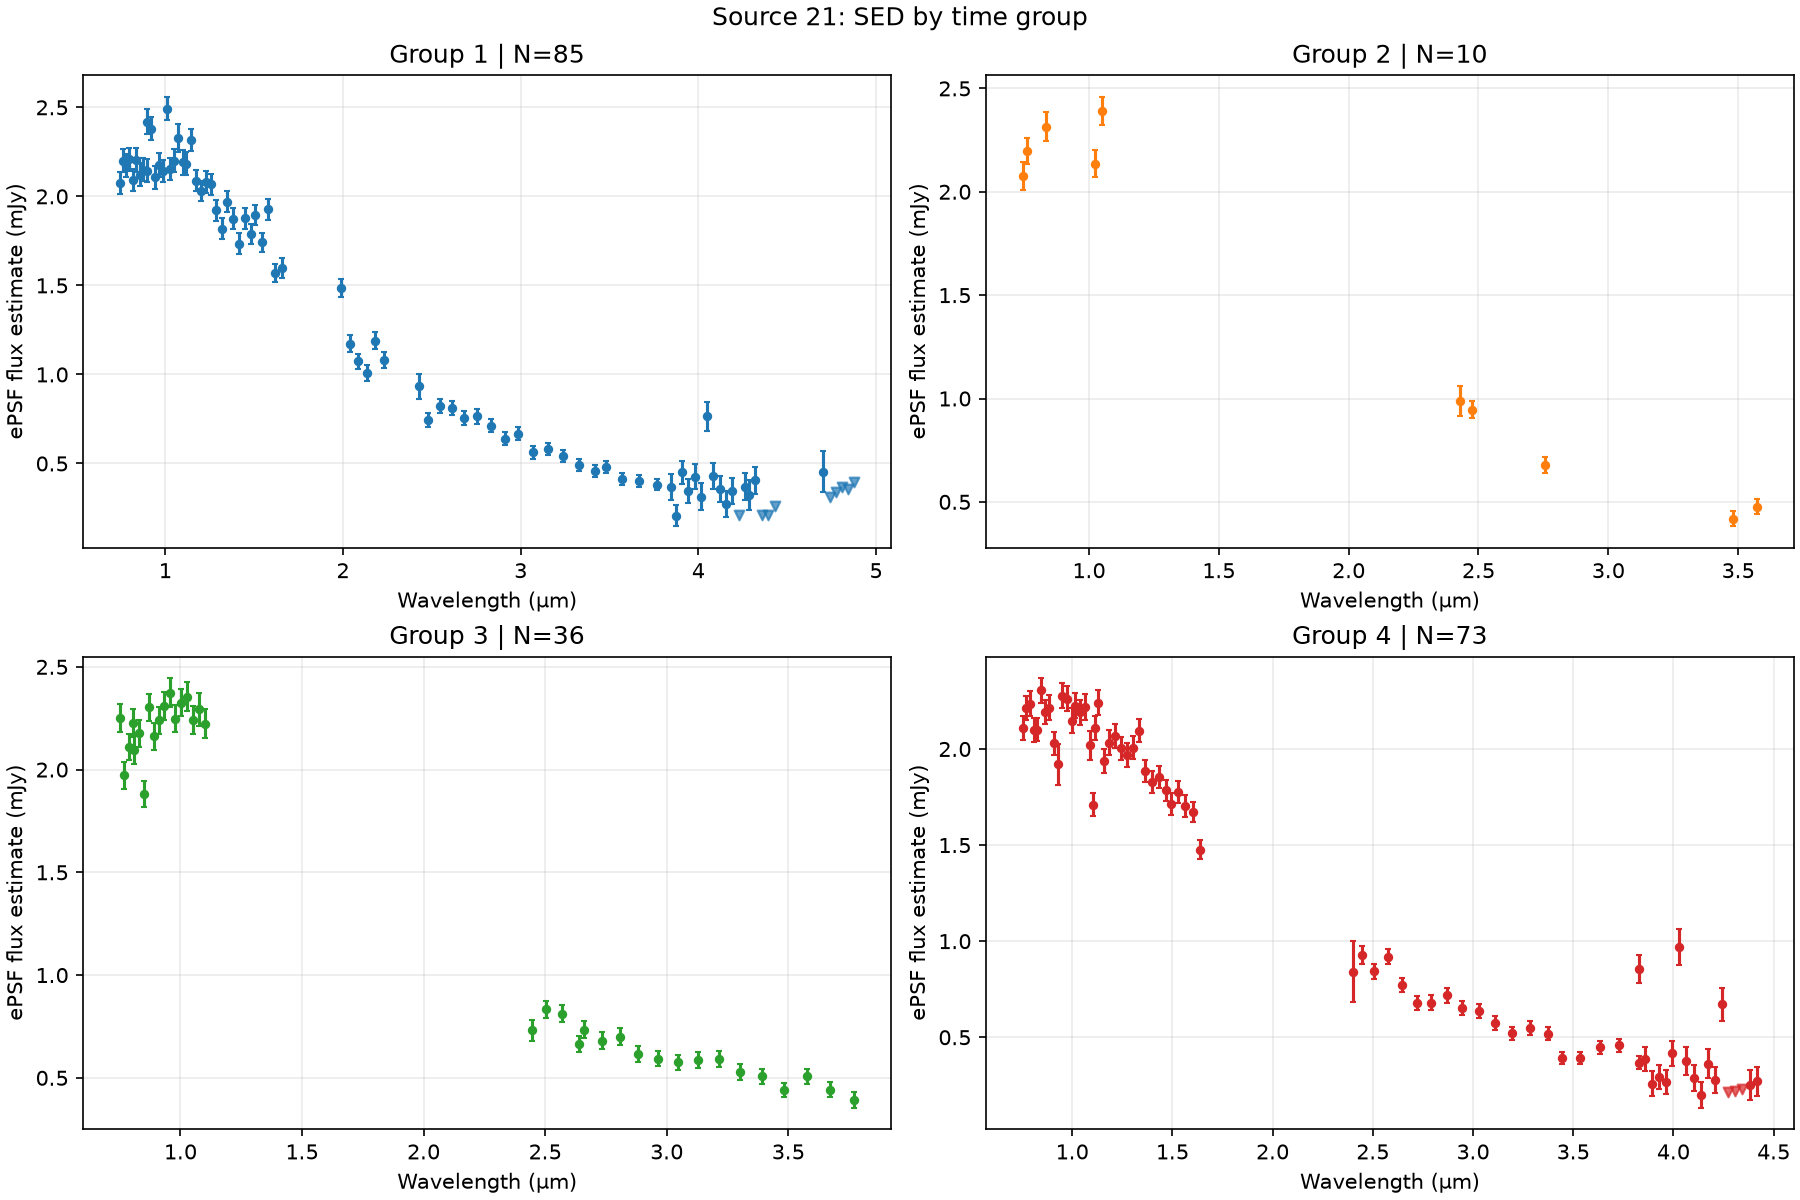 Source 21: SED by time group
Group 1 | N=85
2.5
2.0
1.5
1.0
0.5
ePSF flux estimate (mJy)
1 2 3 4 5
Wavelength (μm)
Group 2 | N=10
2.5
2.0
1.5
1.0
0.5
ePSF flux estimate (mJy)
1.0 1.5 2.0 2.5 3.0 3.5
Wavelength (μm)
Group 3 | N=36
2.5
2.0
1.5
1.0
0.5
ePSF flux estimate (mJy)
1.0 1.5 2.0 2.5 3.0 3.5
Wavelength (μm)
Group 4 | N=73
2.0
1.5
1.0
0.5
ePSF flux estimate (mJy)
1.0 1.5 2.0 2.5 3.0 3.5 4.0 4.5
Wavelength (μm)